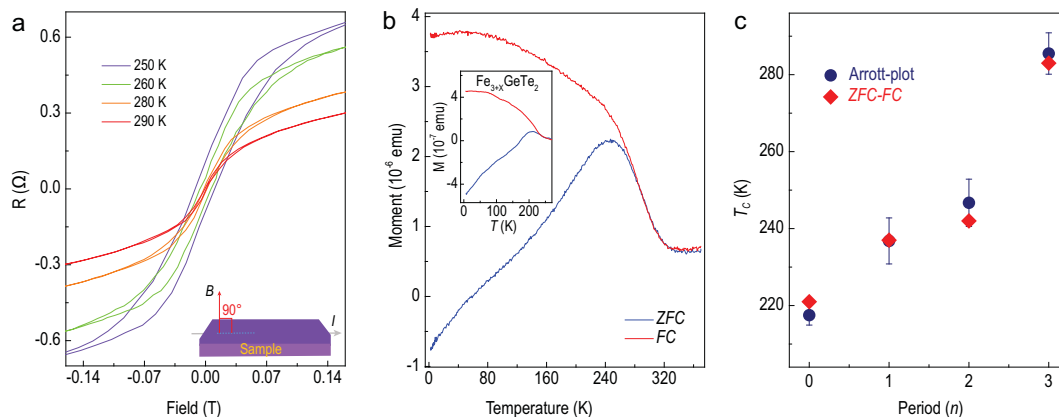 a
0.6
0.3
0.0
-0.3
-0.6
R (Ω)
250 K
260 K
280 K
290 K
B
90°
I
Sample
-0.14
-0.07
0.00
0.07
0.14
Field (T)
b
4
3
2
1
0
-1
Moment (10⁻⁶ emu)
Fe₃₊ₓGeTe₂
4
0
-4
M (10⁻⁷ emu)
0
100
200
T (K)
ZFC
FC
0
80
160
240
320
Temperature (K)
c
280
260
240
220
T_C (K)
Arrott-plot
ZFC-FC
0
1
2
3
Period (n)